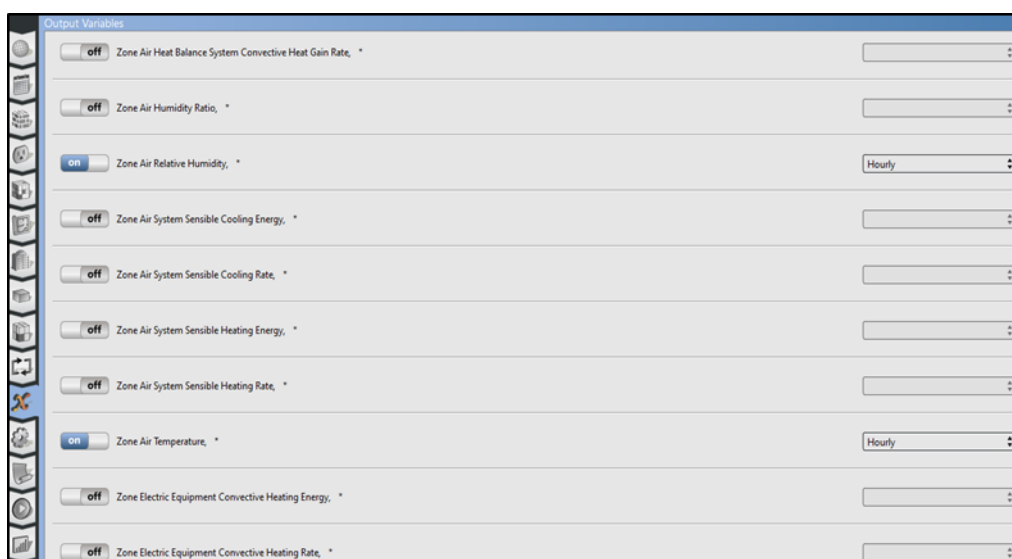 Output Variables
off Zone Air Heat Balance System Convective Heat Gain Rate, *
off Zone Air Humidity Ratio, *
on Zone Air Relative Humidity, * Hourly
off Zone Air System Sensible Cooling Energy, *
off Zone Air System Sensible Cooling Rate, *
off Zone Air System Sensible Heating Energy, *
off Zone Air System Sensible Heating Rate, *
on Zone Air Temperature, * Hourly
off Zone Electric Equipment Convective Heating Energy, *
off Zone Electric Equipment Convective Heating Rate, *